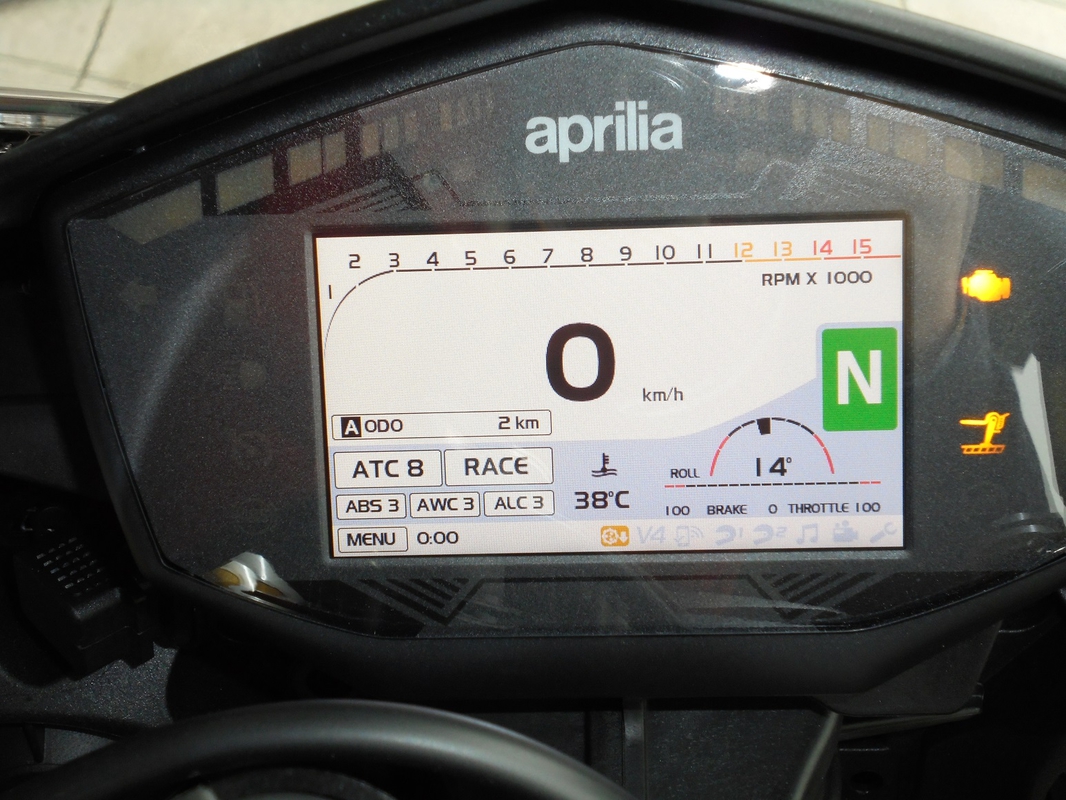 aprilia
1 2 3 4 5 6 7 8 9 10 11 12 13 14 15
RPM X 1000
0 km/h
N
A ODO 2 km
ATC 8 RACE
38°C
ROLL 14°
ABS 3 AWC 3 ALC 3
100 BRAKE 0 THROTTLE 100
MENU 0:00
V4 1 2